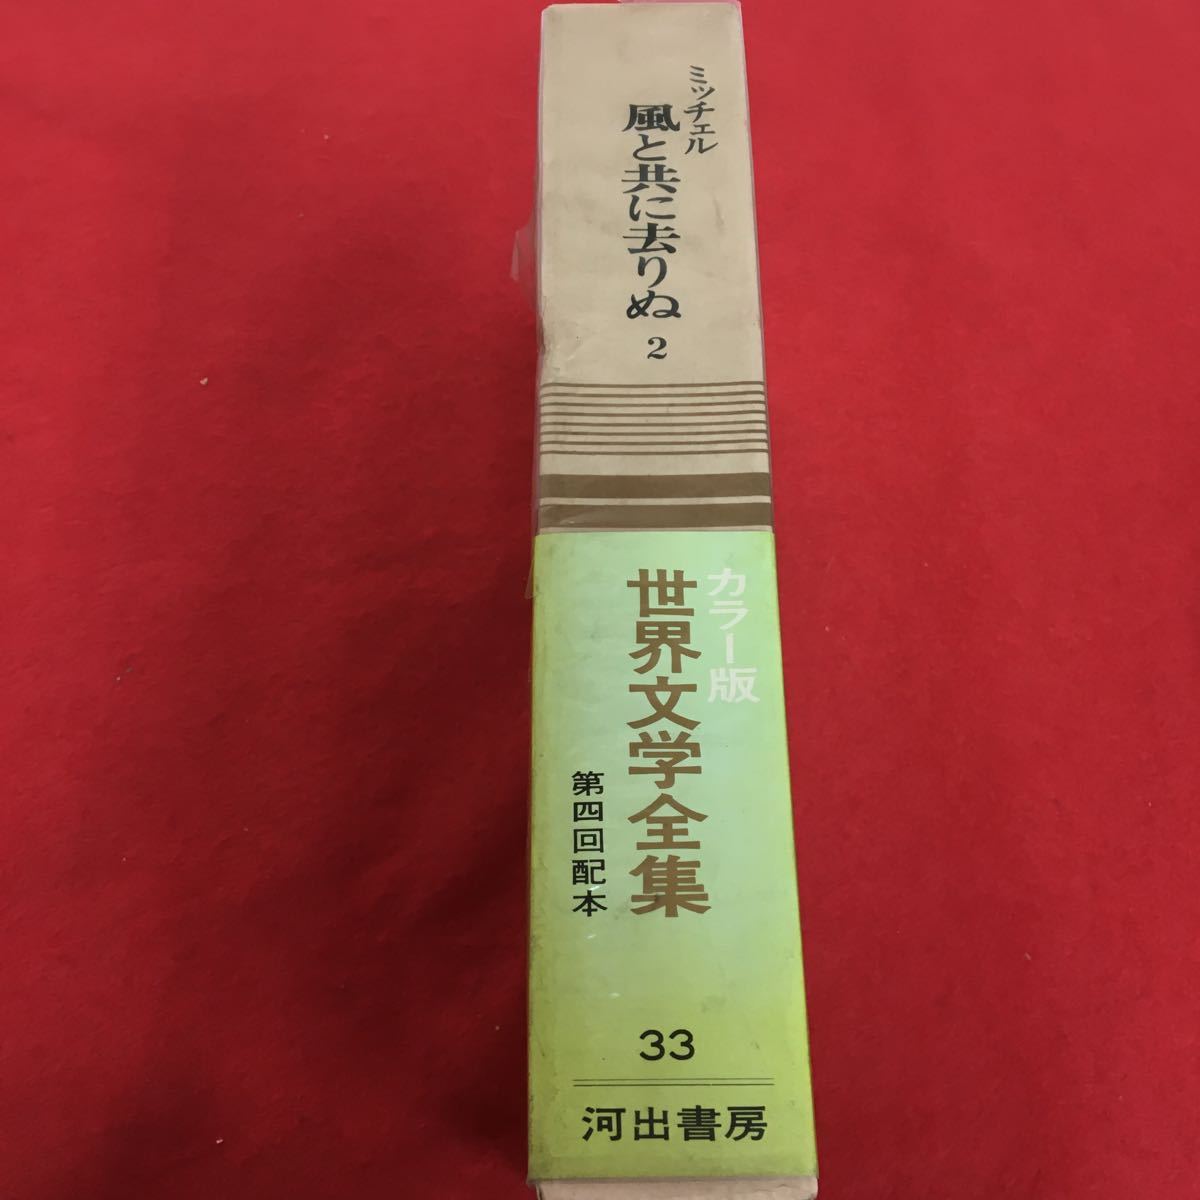 ミッチェル
風と共に去りぬ 2
カラー版
世界文学全集
第四回配本
33
河出書房